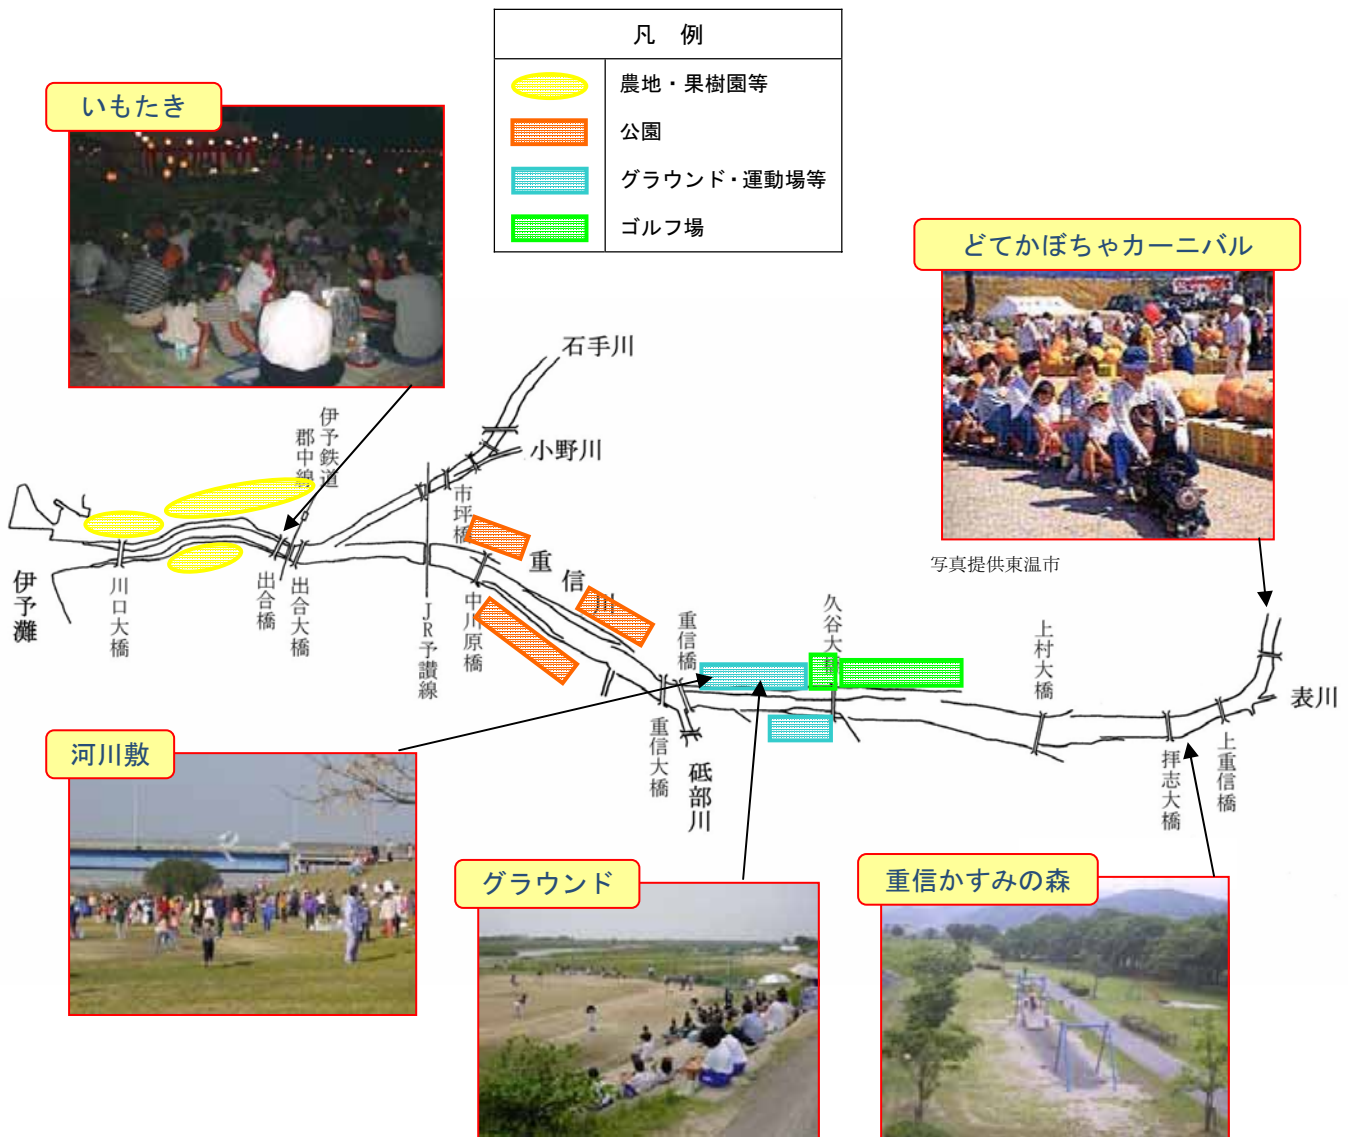 凡 例
農地・果樹園等
公園
グラウンド・運動場等
ゴルフ場
いもたき
どてかぼちゃカーニバル
写真提供東温市
石手川
小野川
伊予鉄道
郡中線
市坪橋
重信川
伊予灘
川口大橋
出合橋
出合大橋
JR予讃線
中川原橋
重信橋
重信大橋
砥部川
久谷大橋
上村大橋
拝志大橋
上重信橋
表川
河川敷
グラウンド
重信かすみの森